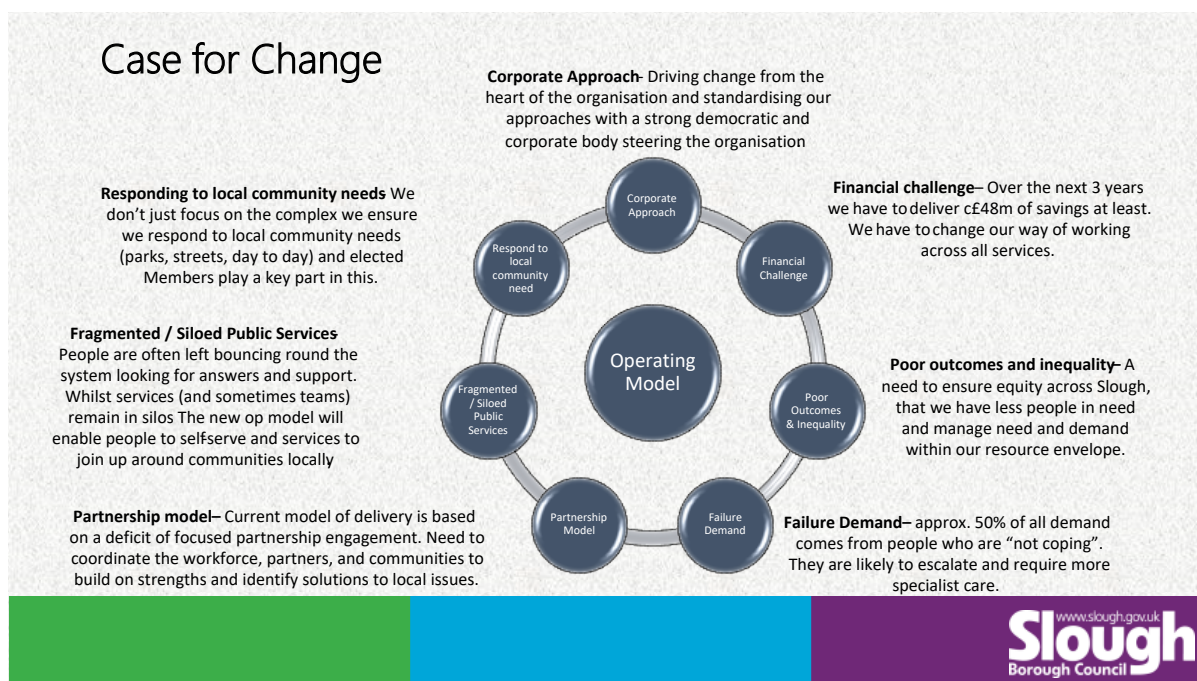 Case for Change
Corporate Approach- Driving change from the
heart of the organisation and standardising our
approaches with a strong democratic and
corporate body steering the organisation
Responding to local community needs- We
don't just focus on the complex we ensure
we respond to local community needs
(parks, streets, day to day) and elected
Members play a key part in this.
Financial challenge– Over the next 3 years
we have to deliver c£48m of savings at least.
We have to change our way of working
across all services.
Fragmented / Siloed Public Services-
People are often left bouncing round the
system looking for answers and support.
Whilst services (and sometimes teams)
remain in silos The new op model will
enable people to self-serve and services to
join up around communities locally
Poor outcomes and inequality– A
need to ensure equity across Slough,
that we have less people in need
and manage need and demand
within our resource envelope.
Partnership model– Current model of delivery is based
on a deficit of focused partnership engagement. Need to
coordinate the workforce, partners, and communities to
build on strengths and identify solutions to local issues.
Failure Demand– approx. 50% of all demand
comes from people who are "not coping".
They are likely to escalate and require more
specialist care.
Corporate
Approach
Financial
Challenge
Poor
Outcomes
& Inequality
Failure
Demand
Partnership
Model
Fragmented
/ Siloed
Public
Services
Respond to
local
community
need
Operating
Model
www.slough.gov.uk
Slough
Borough Council